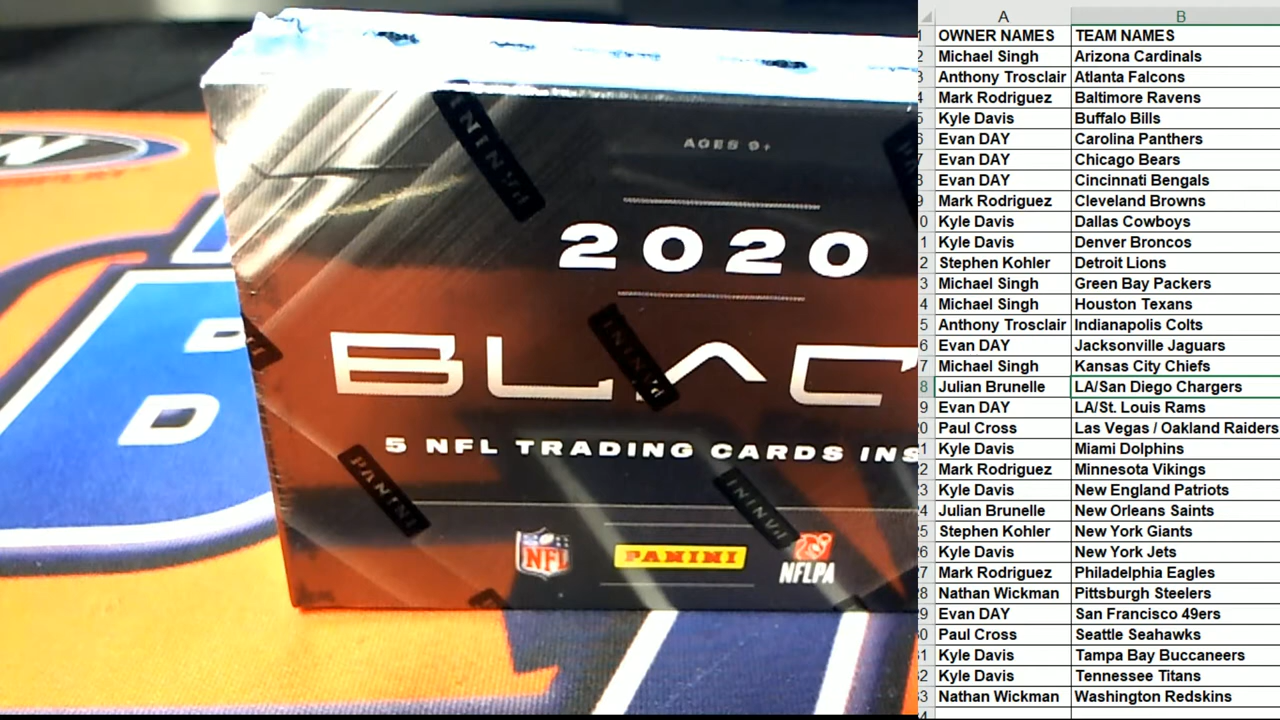 AGES 9+
2020
BLAC
5 NFL TRADING CARDS INS
NFL
PANINI
NFLPA
PANINI
PANINI
PANINI
PANINI
A B
OWNER NAMES TEAM NAMES
Michael Singh Arizona Cardinals
Anthony Trosclair Atlanta Falcons
Mark Rodriguez Baltimore Ravens
Kyle Davis Buffalo Bills
Evan DAY Carolina Panthers
Evan DAY Chicago Bears
Evan DAY Cincinnati Bengals
Mark Rodriguez Cleveland Browns
Kyle Davis Dallas Cowboys
Kyle Davis Denver Broncos
Stephen Kohler Detroit Lions
Michael Singh Green Bay Packers
Michael Singh Houston Texans
Anthony Trosclair Indianapolis Colts
Evan DAY Jacksonville Jaguars
Michael Singh Kansas City Chiefs
Julian Brunelle LA/San Diego Chargers
Evan DAY LA/St. Louis Rams
Paul Cross Las Vegas / Oakland Raiders
Kyle Davis Miami Dolphins
Mark Rodriguez Minnesota Vikings
Kyle Davis New England Patriots
Julian Brunelle New Orleans Saints
Stephen Kohler New York Giants
Kyle Davis New York Jets
Mark Rodriguez Philadelphia Eagles
Nathan Wickman Pittsburgh Steelers
Evan DAY San Francisco 49ers
Paul Cross Seattle Seahawks
Kyle Davis Tampa Bay Buccaneers
Kyle Davis Tennessee Titans
Nathan Wickman Washington Redskins